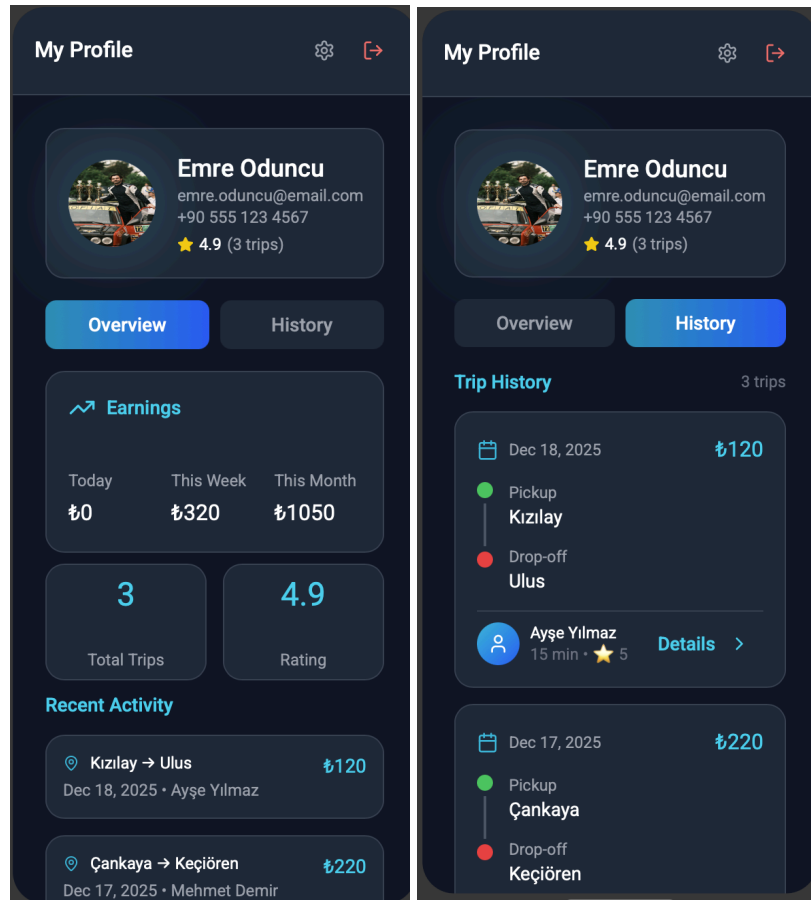 My Profile
Emre Oduncu
emre.oduncu@email.com
+90 555 123 4567
4.9 (3 trips)
Overview
History
Earnings
Today
This Week
This Month
₺0
₺320
₺1050
3
4.9
Total Trips
Rating
Recent Activity
Kızılay → Ulus
₺120
Dec 18, 2025 • Ayşe Yılmaz
Çankaya → Keçiören
₺220
Dec 17, 2025 • Mehmet Demir
My Profile
Emre Oduncu
emre.oduncu@email.com
+90 555 123 4567
4.9 (3 trips)
Overview
History
Trip History
3 trips
Dec 18, 2025
₺120
Pickup
Kızılay
Drop-off
Ulus
Ayşe Yılmaz
15 min • ⭐ 5
Details
Dec 17, 2025
₺220
Pickup
Çankaya
Drop-off
Keçiören